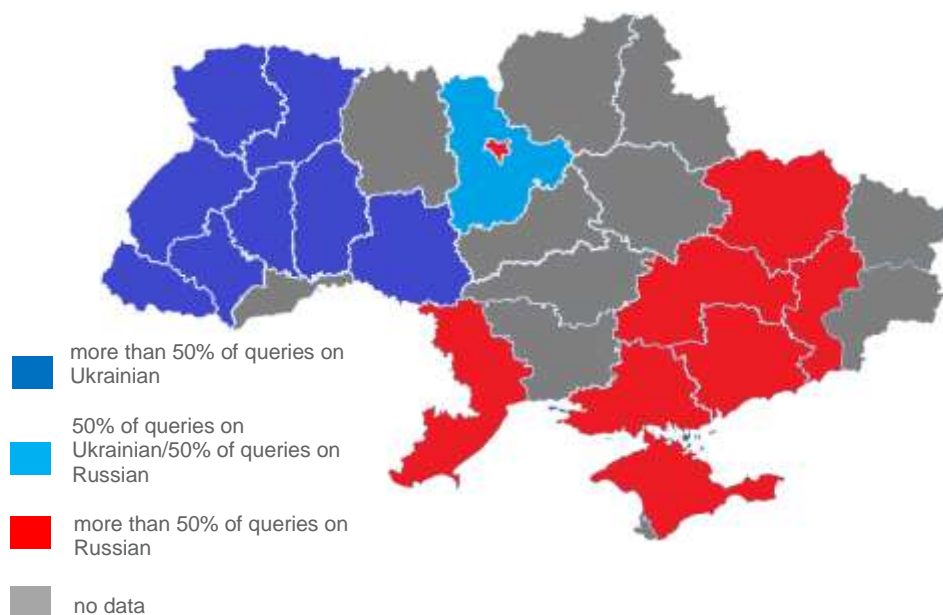 more than 50% of queries on
Ukrainian
50% of queries on
Ukrainian/50% of queries on
Russian
more than 50% of queries on
Russian
no data